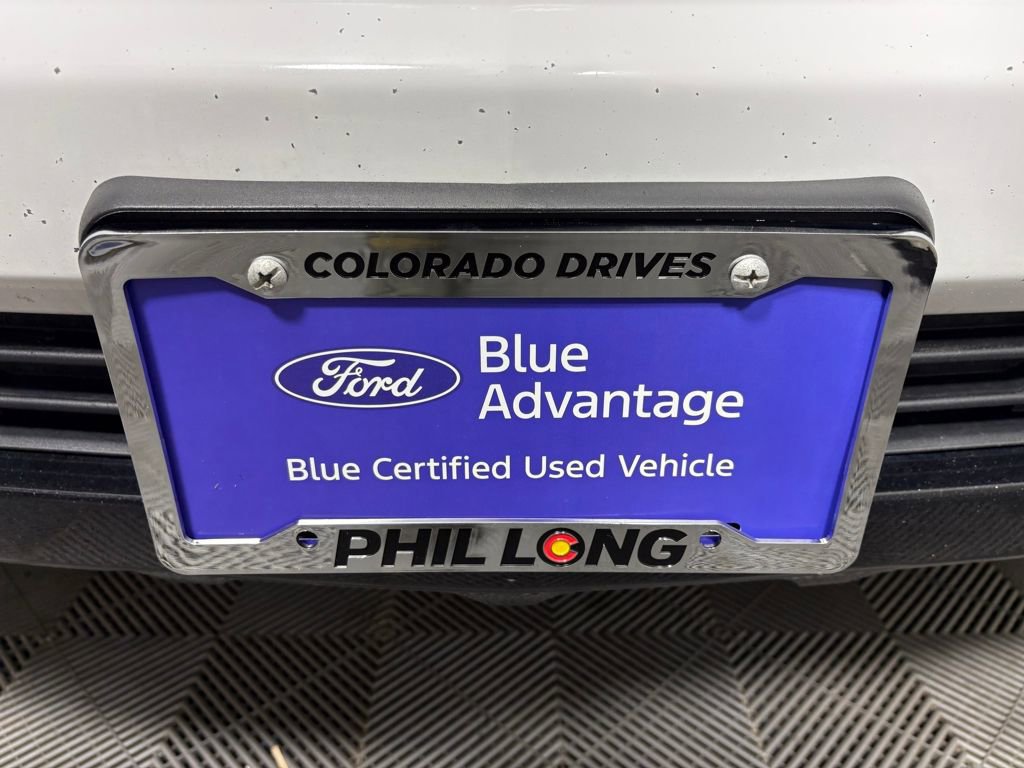 COLORADO DRIVES
Ford
Blue
Advantage
Blue Certified Used Vehicle
PHIL LONG